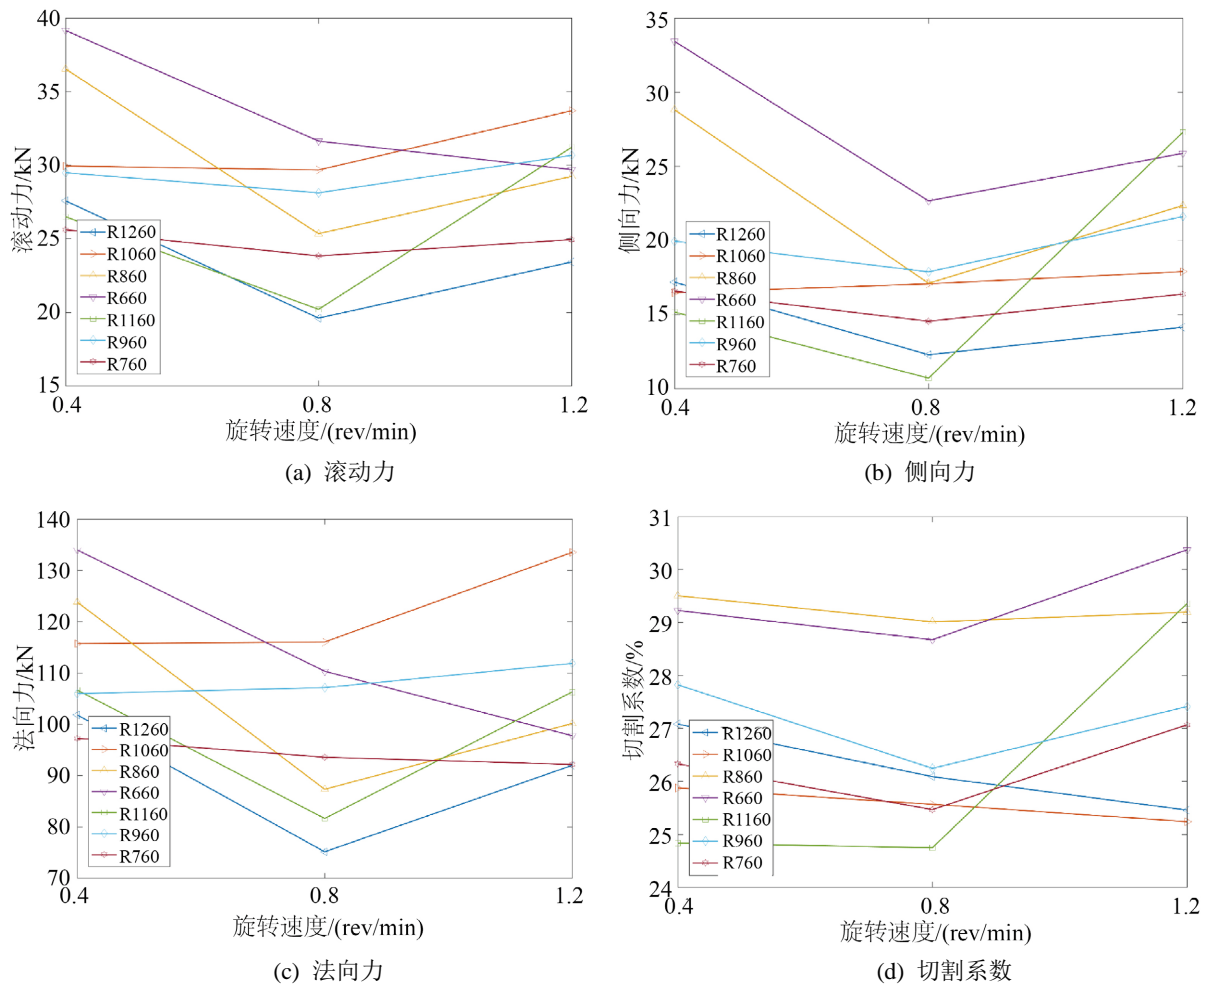 40
35
30
25
20
15
滚动力/kN
R1260
R1060
R860
R660
R1160
R960
R760
0.4 0.8 1.2
旋转速度/(rev/min)
(a) 滚动力
35
30
25
20
15
10
侧向力/kN
R1260
R1060
R860
R660
R1160
R960
R760
0.4 0.8 1.2
旋转速度/(rev/min)
(b) 侧向力
140
130
120
110
100
90
80
70
法向力/kN
R1260
R1060
R860
R660
R1160
R960
R760
0.4 0.8 1.2
旋转速度/(rev/min)
(c) 法向力
31
30
29
28
27
26
25
24
切割系数/%
R1260
R1060
R860
R660
R1160
R960
R760
0.4 0.8 1.2
旋转速度/(rev/min)
(d) 切割系数